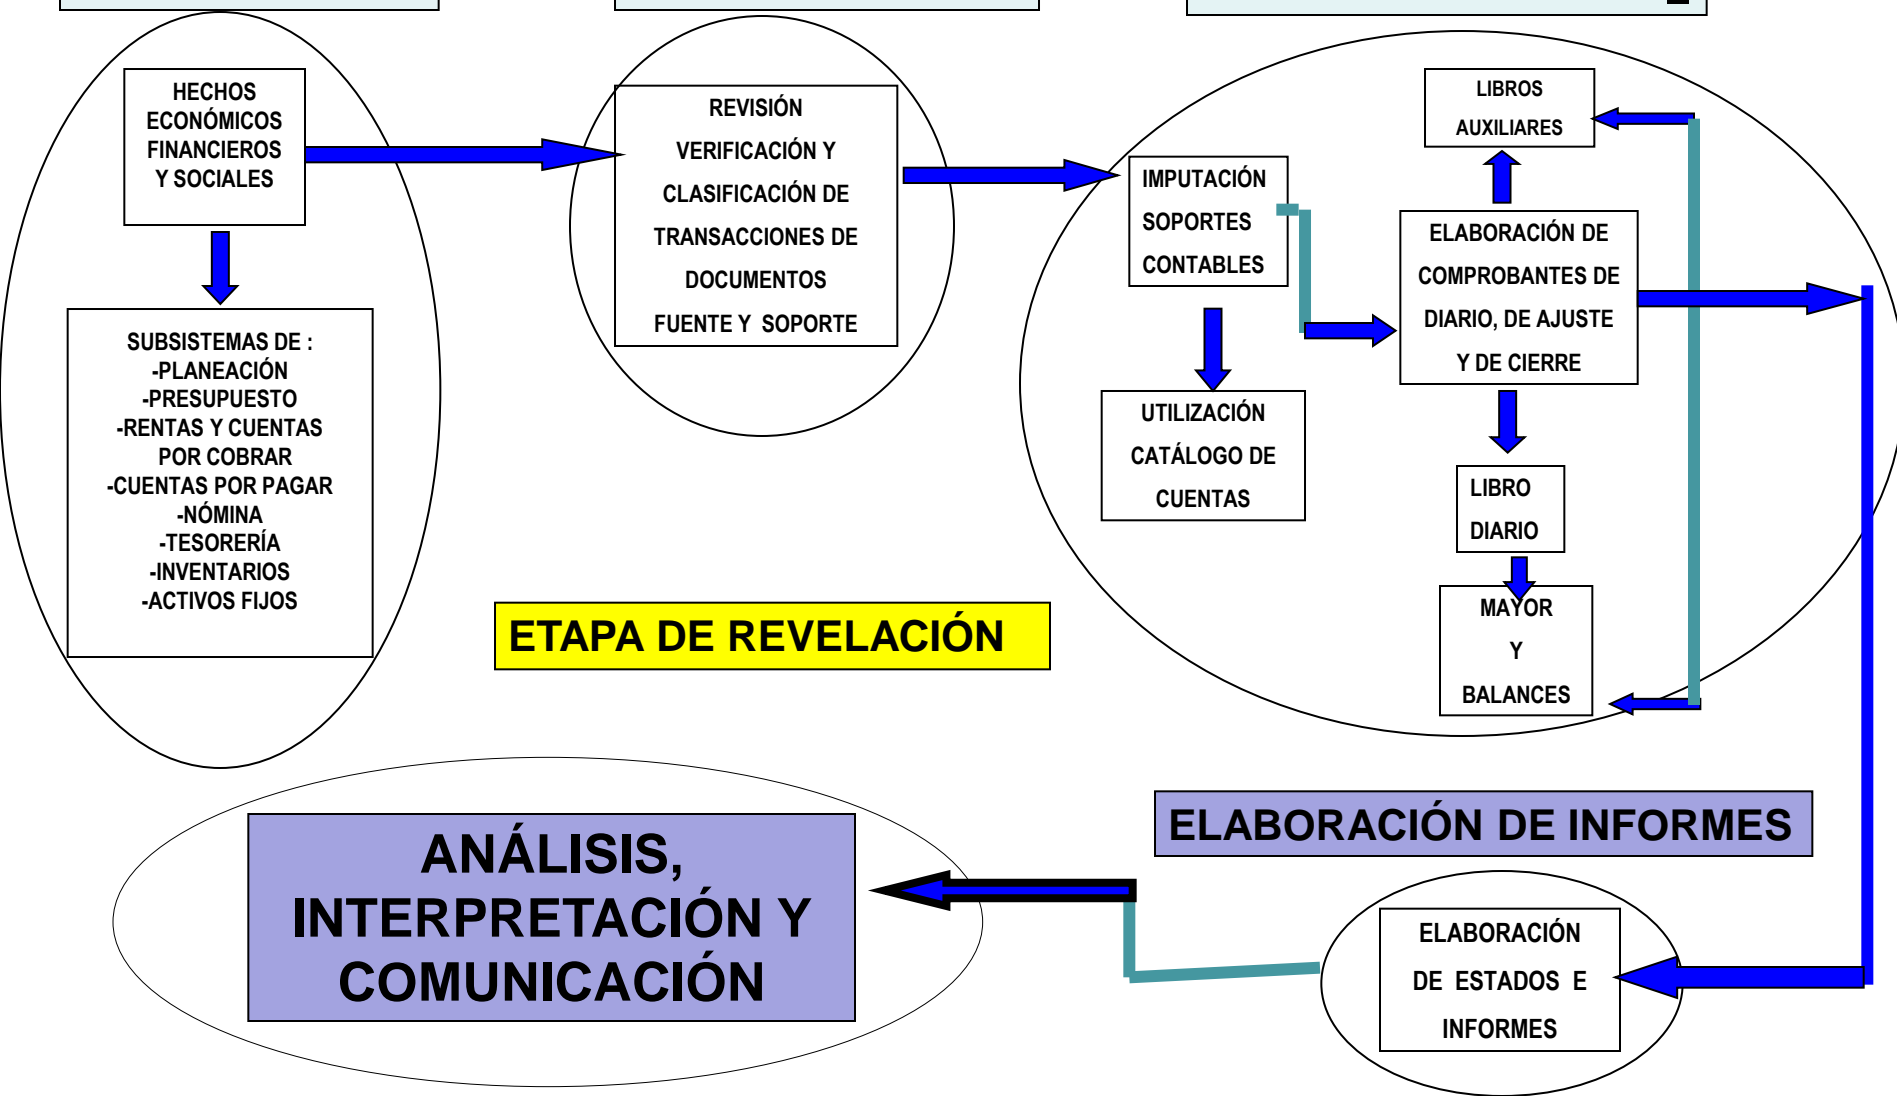 HECHOS
ECONÓMICOS
FINANCIEROS
Y SOCIALES
SUBSISTEMAS DE :
-PLANEACIÓN
-PRESUPUESTO
-RENTAS Y CUENTAS
POR COBRAR
-CUENTAS POR PAGAR
-NÓMINA
-TESORERÍA
-INVENTARIOS
-ACTIVOS FIJOS
REVISIÓN
VERIFICACIÓN Y
CLASIFICACIÓN DE
TRANSACCIONES DE
DOCUMENTOS
FUENTE Y SOPORTE
IMPUTACIÓN
SOPORTES
CONTABLES
UTILIZACIÓN
CATÁLOGO DE
CUENTAS
LIBROS
AUXILIARES
ELABORACIÓN DE
COMPROBANTES DE
DIARIO, DE AJUSTE
Y DE CIERRE
LIBRO
DIARIO
MAYOR
Y
BALANCES
ETAPA DE REVELACIÓN
ELABORACIÓN DE INFORMES
ELABORACIÓN
DE ESTADOS E
INFORMES
ANÁLISIS,
INTERPRETACIÓN Y
COMUNICACIÓN